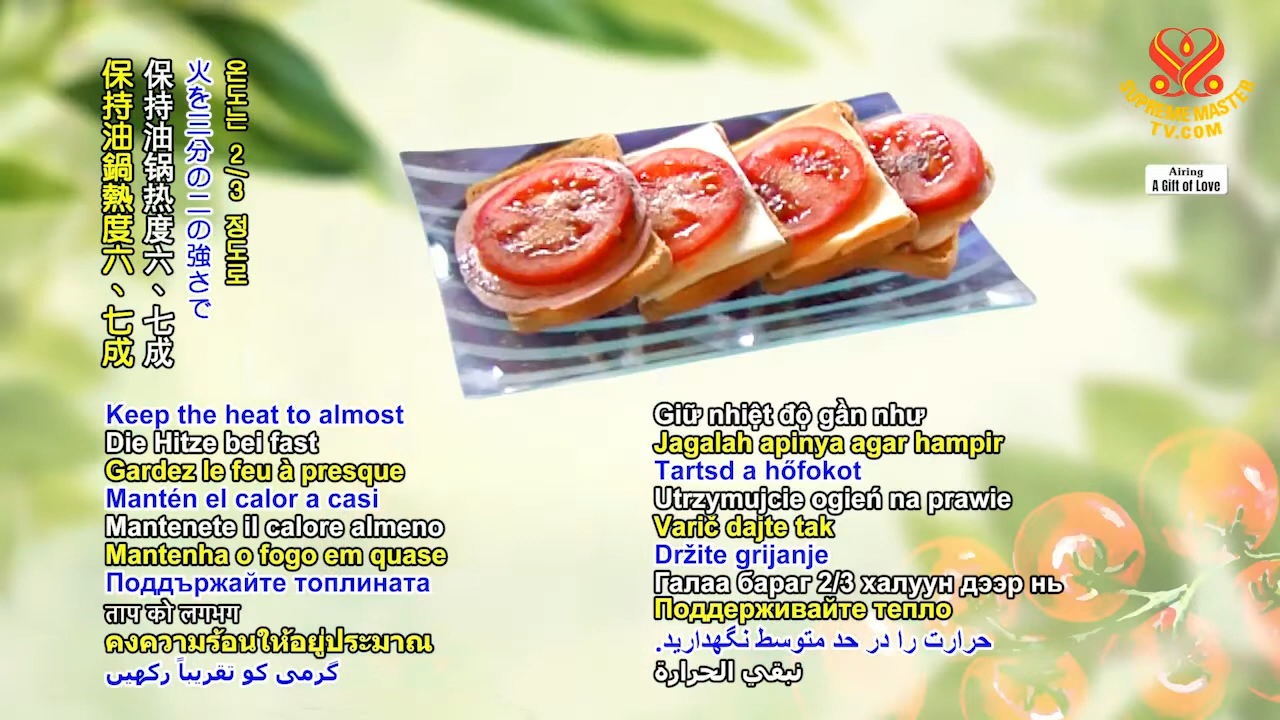 保持油鍋熱度六、七成
保持油锅热度六、七成
火を三分の二の強さで
온도는 2/3 정도로
SUPREME MASTER
TV.COM
Airing
A Gift of Love
Keep the heat to almost
Die Hitze bei fast
Gardez le feu à presque
Mantén el calor a casi
Mantenete il calore almeno
Mantenha o fogo em quase
Поддържайте топлината
ताप को लगभग
คงความร้อนให้อยู่ประมาณ
گرمی کو تقریباً رکھیں
Giữ nhiệt độ gần như
Jagalah apinya agar hampir
Tartsd a hőfokot
Utrzymujcie ogień na prawie
Varič dajte tak
Držite grijanje
Галаа бараг 2/3 халуун дээр нь
Поддерживайте тепло
حرارت را در حد متوسط نگهدارید.
نبقي الحرارة